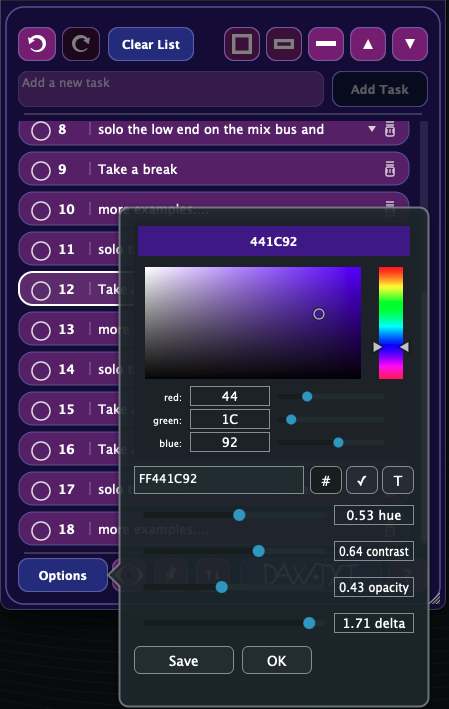 Clear List
Add a new task
Add Task
8 solo the low end on the mix bus and
9 Take a break
10 more examples....
441C92
11 solo t
12 Take
13 more
14 solo t
15 Take
16 Take
17 solo
18 more examples....
red: 44
green: 1C
blue: 92
FF441C92
# ✓ T
0.53 hue
0.64 contrast
0.43 opacity
1.71 delta
Options
Save
OK